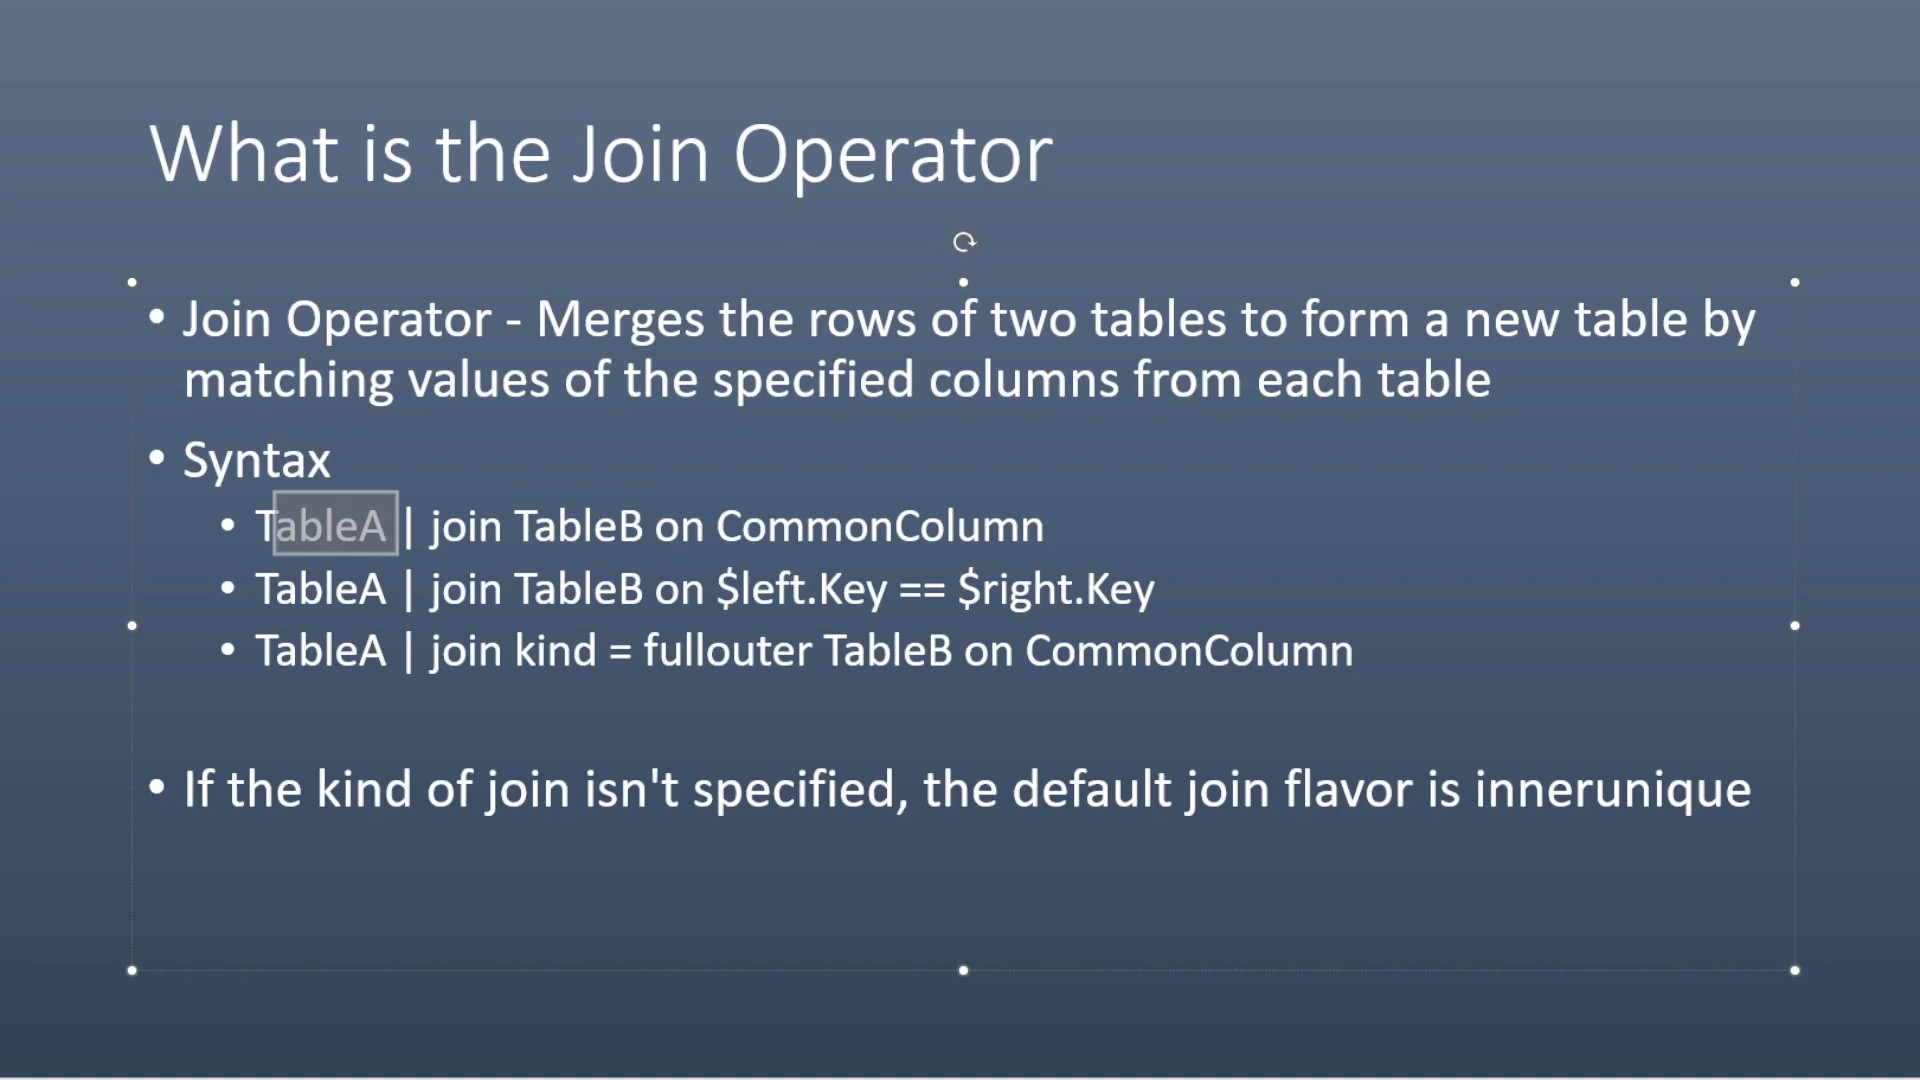 What is the Join Operator
• Join Operator - Merges the rows of two tables to form a new table by
matching values of the specified columns from each table
• Syntax
• TableA | join TableB on CommonColumn
• TableA | join TableB on $left.Key == $right.Key
• TableA | join kind = fullouter TableB on CommonColumn
• If the kind of join isn't specified, the default join flavor is innerunique